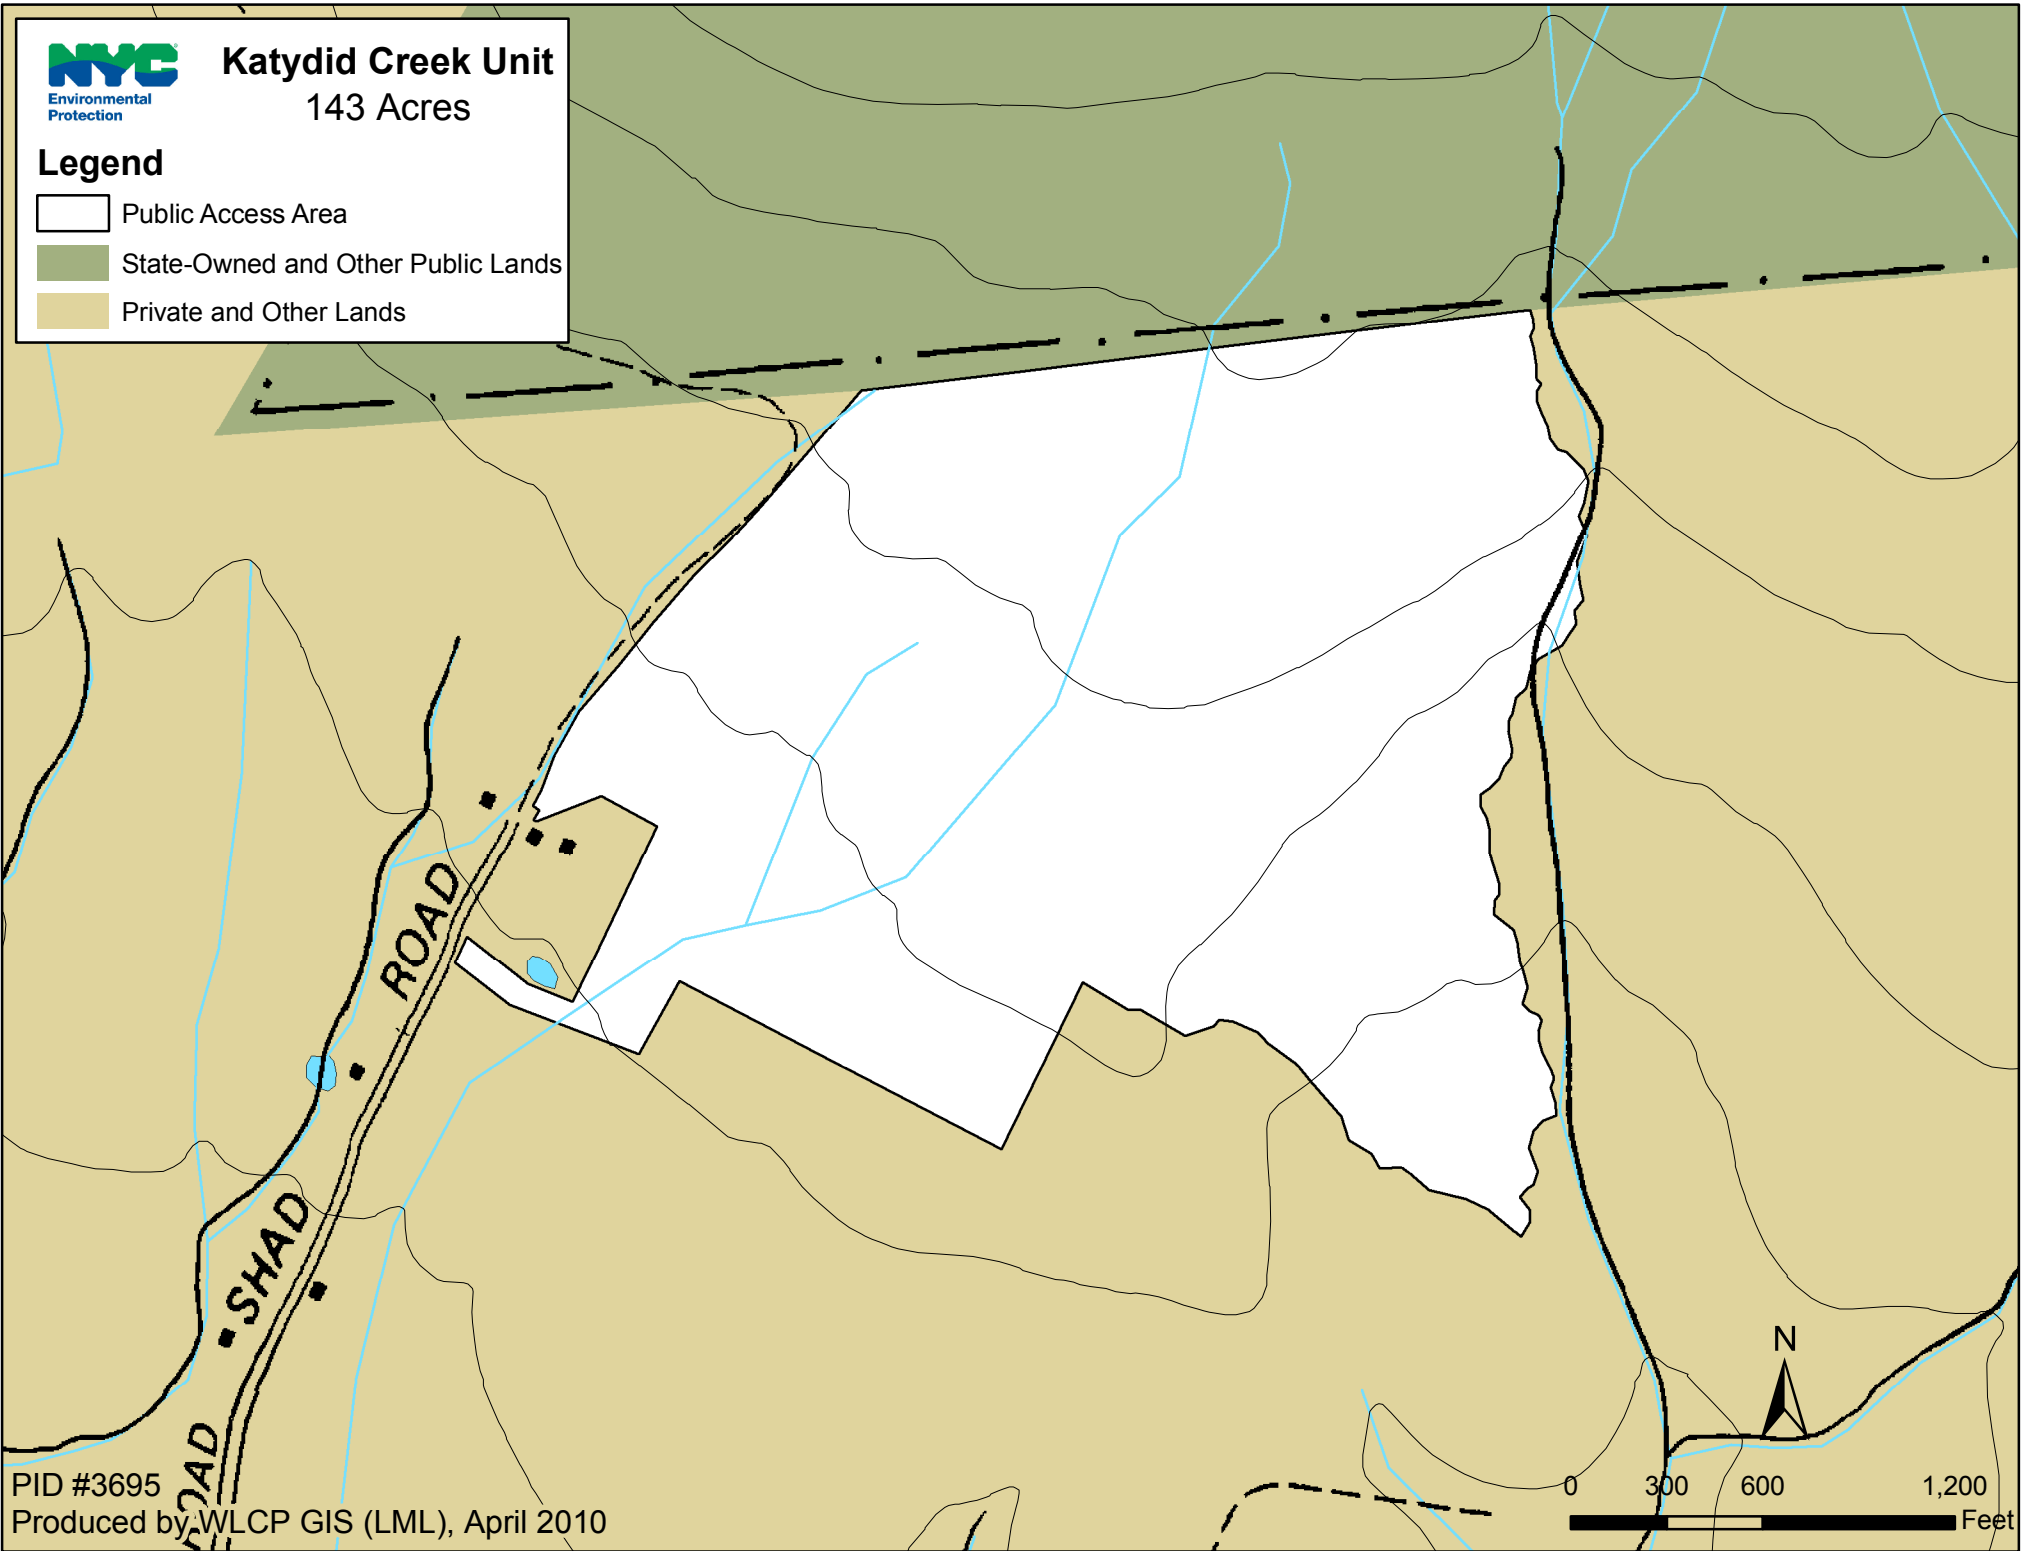 NYC
Environmental
Protection
Katydid Creek Unit
143 Acres
Legend
Public Access Area
State-Owned and Other Public Lands
Private and Other Lands
ROAD
SHAD
ROAD
N
PID #3695
Produced by WLCP GIS (LML), April 2010
0 300 600 1,200
Feet